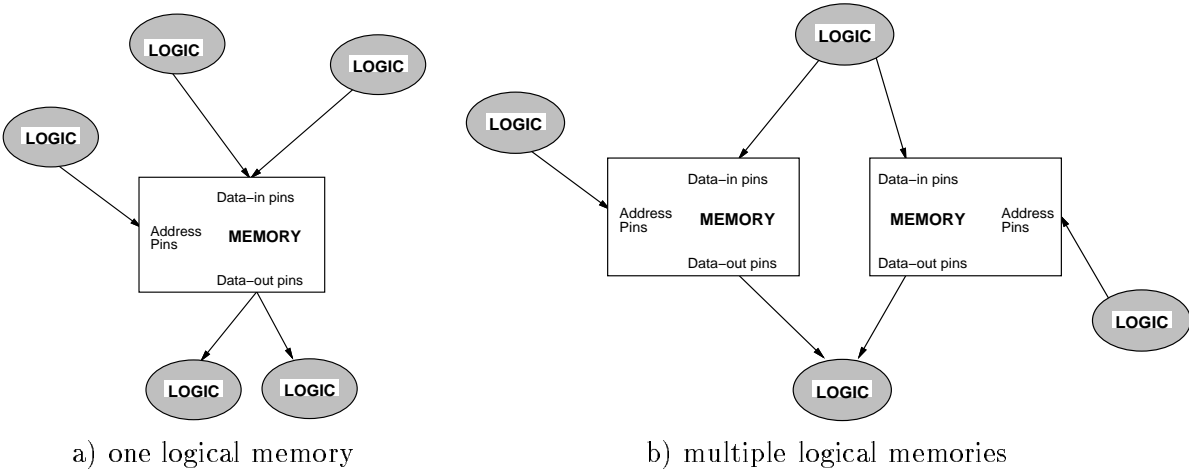 LOGIC
LOGIC
LOGIC
Data−in pins
Address
Pins
MEMORY
Data−out pins
LOGIC
LOGIC
a) one logical memory
LOGIC
LOGIC
Data−in pins
Address
Pins
MEMORY
Data−out pins
Data−in pins
MEMORY
Address
Pins
Data−out pins
LOGIC
LOGIC
b) multiple logical memories